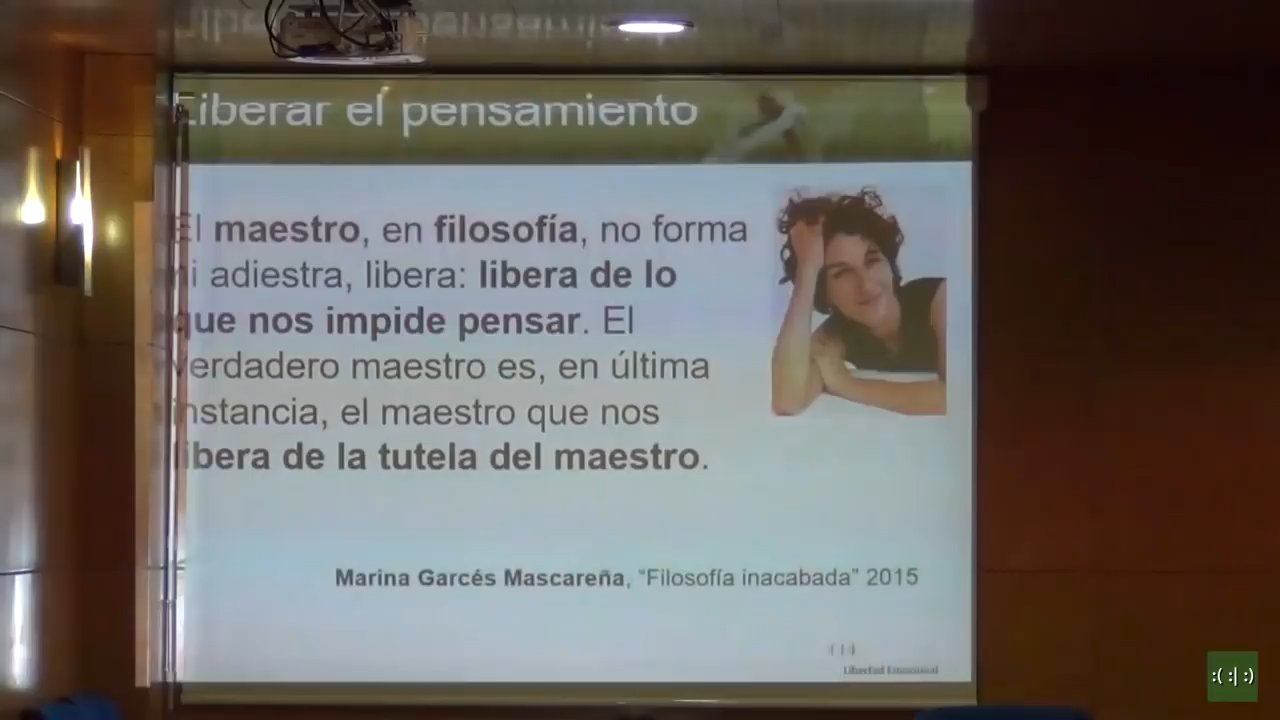 Liberar el pensamiento
El maestro, en filosofía, no forma
ni adiestra, libera: libera de lo
que nos impide pensar. El
verdadero maestro es, en última
instancia, el maestro que nos
libera de la tutela del maestro.
Marina Garcés Mascareña, “Filosofía inacabada” 2015
Libertad Emocional
:( :| :)